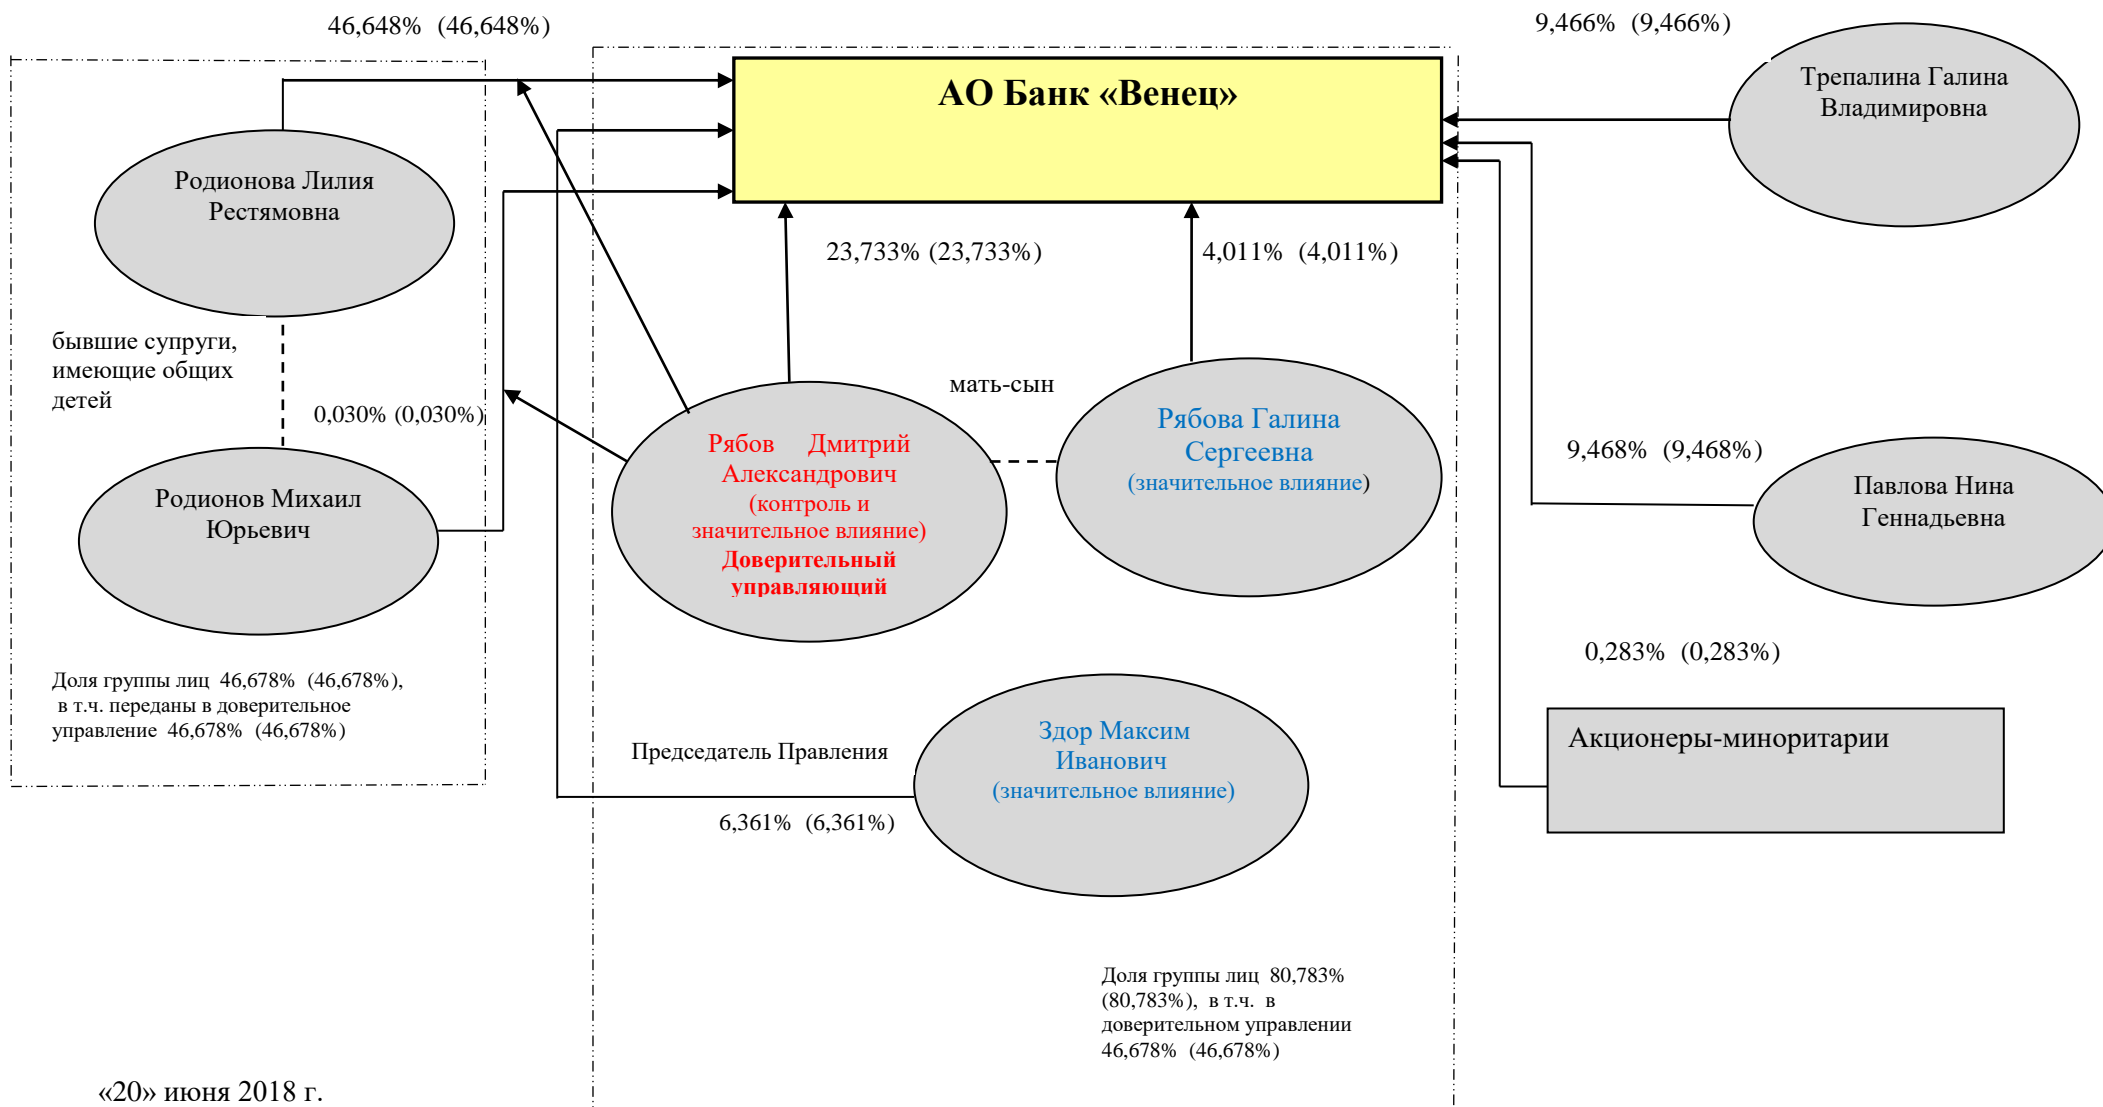 46,648% (46,648%)
9,466% (9,466%)
АО Банк «Венец»
Трепалина Галина
Владимировна
Родионова Лилия
Рестямовна
23,733% (23,733%)
4,011% (4,011%)
бывшие супруги,
имеющие общих
детей
0,030% (0,030%)
мать-сын
Рябов Дмитрий
Александрович
(контроль и
значительное влияние)
Доверительный
управляющий
Рябова Галина
Сергеевна
(значительное влияние)
9,468% (9,468%)
Павлова Нина
Геннадьевна
Родионов Михаил
Юрьевич
0,283% (0,283%)
Доля группы лиц 46,678% (46,678%),
в т.ч. переданы в доверительное
управление 46,678% (46,678%)
Председатель Правления
Здор Максим
Иванович
(значительное влияние)
Акционеры-миноритарии
6,361% (6,361%)
Доля группы лиц 80,783%
(80,783%), в т.ч. в
доверительном управлении
46,678% (46,678%)
«20» июня 2018 г.